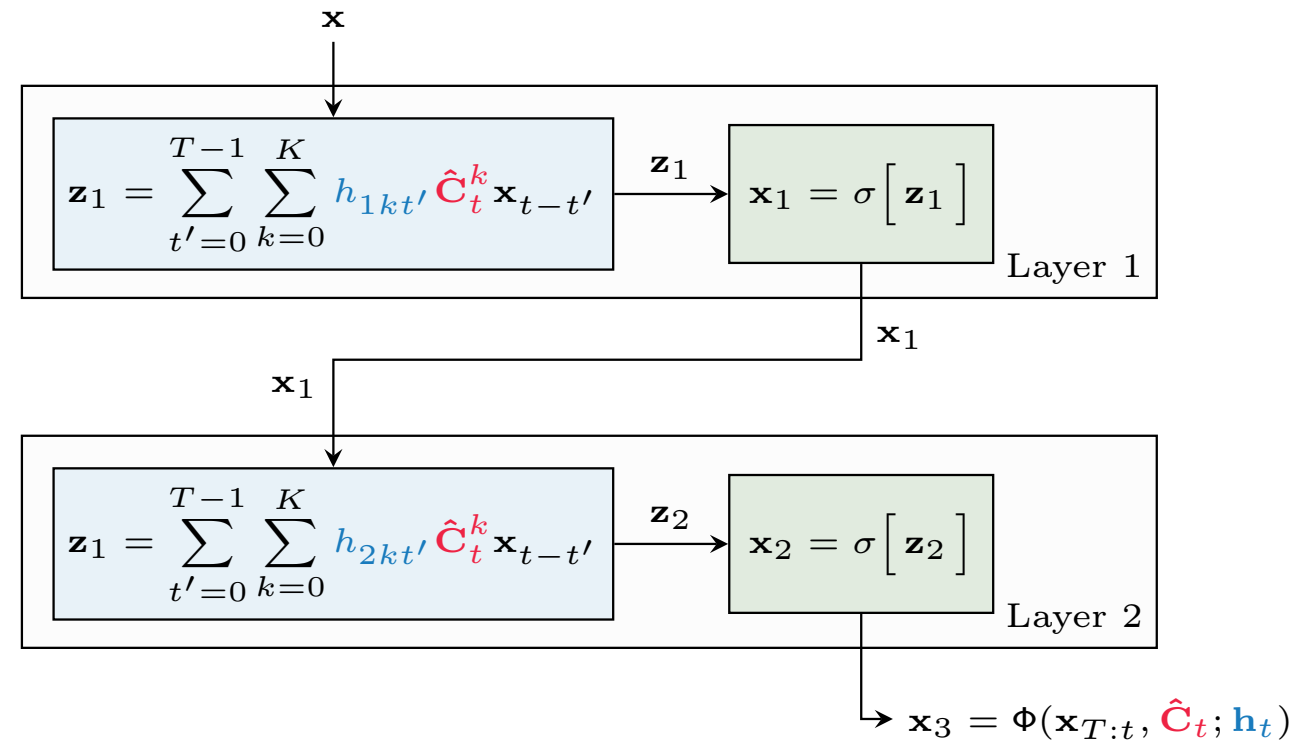 x
z₁ = ∑_{t′=0}^{T−1} ∑_{k=0}^{K} h_{1kt′} Ĉ_t^k x_{t−t′}
z₁
x₁ = σ[ z₁ ]
Layer 1
x₁
x₁
z₁ = ∑_{t′=0}^{T−1} ∑_{k=0}^{K} h_{2kt′} Ĉ_t^k x_{t−t′}
z₂
x₂ = σ[ z₂ ]
Layer 2
x₃ = Φ(x_{T:t}, Ĉ_t; h_t)